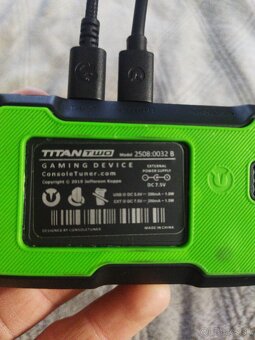 TITAN TWO Model 2508:0032 B
GAMING DEVICE
ConsoleTuner.com
Copyright © 2019 Jefferson Koppe
EXTERNAL
POWER SUPPLY
DC 7.5V
DESIGNED BY CONSOLETUNER
MADE IN CHINA